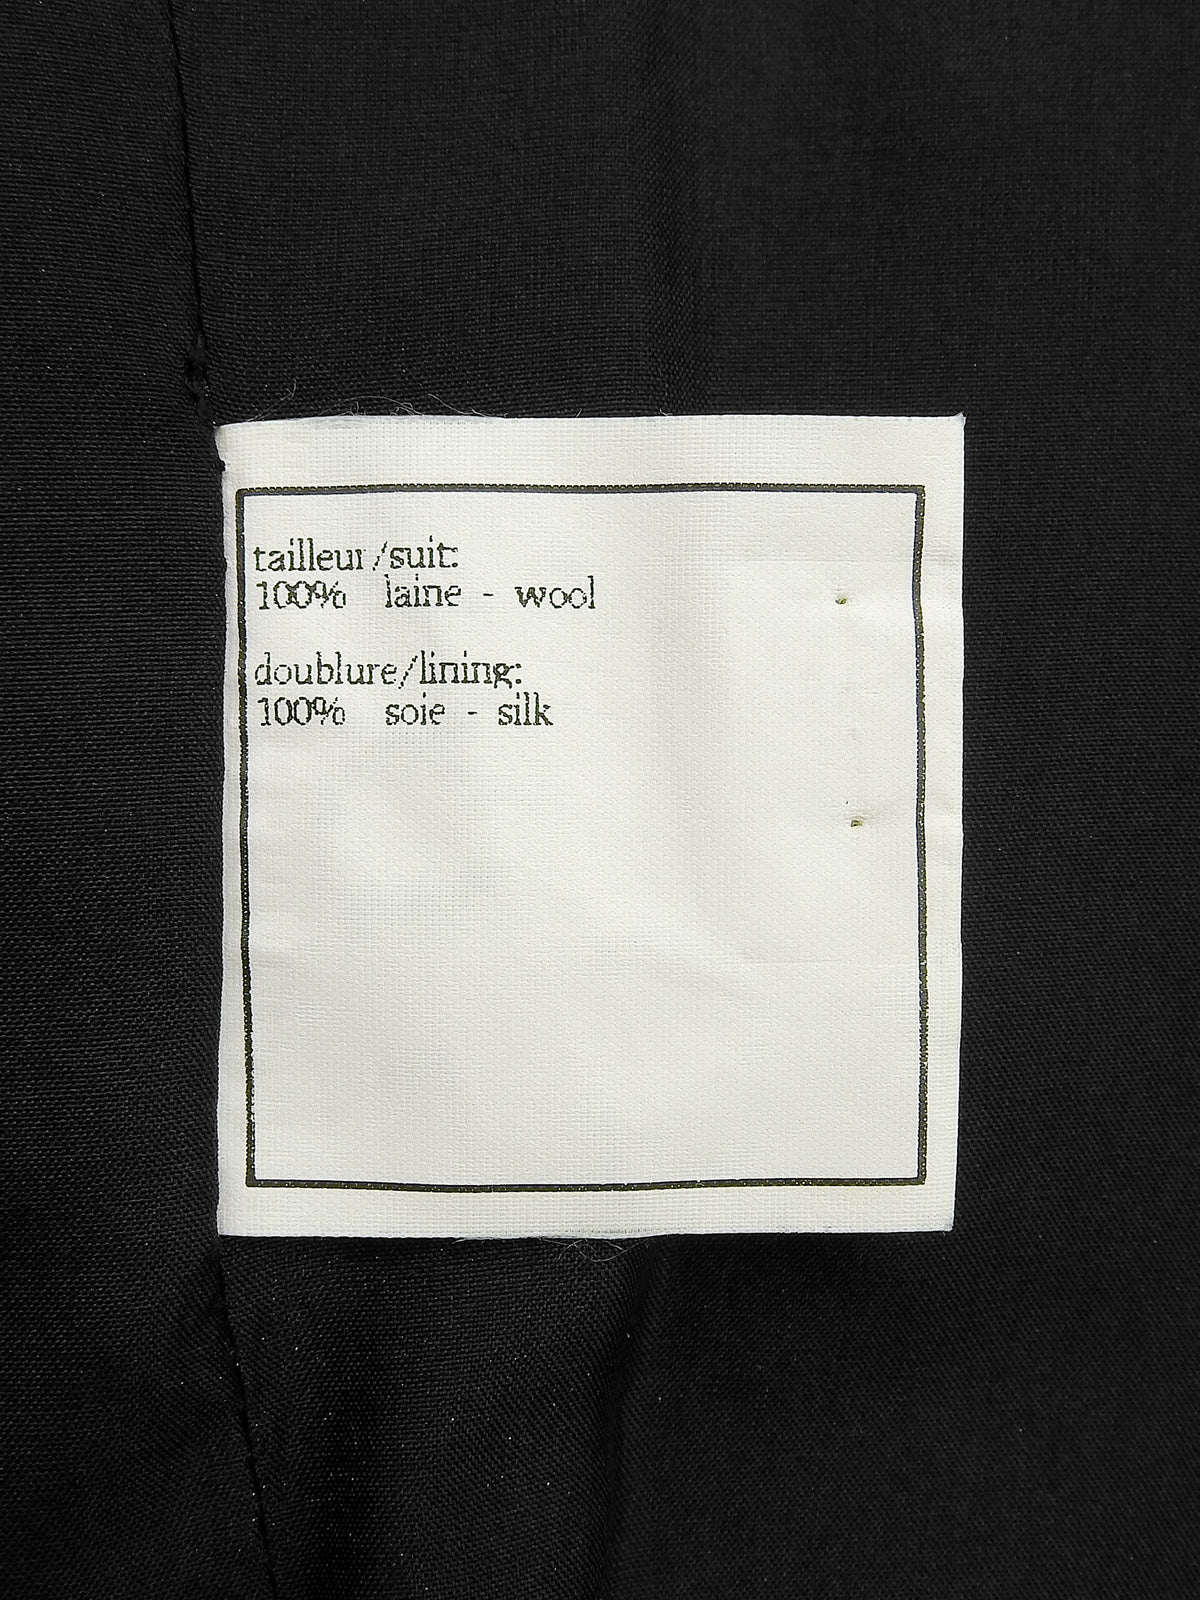 tailleur/suit:
100% laine - wool
doublure/lining:
100% soie - silk